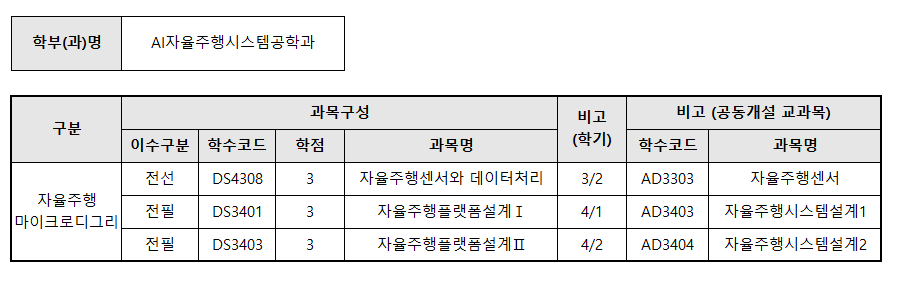 학부(과)명 AI자율주행시스템공학과
구분 과목구성 비고 (학기) 비고 (공동개설 교과목)
이수구분 학수코드 학점 과목명 학수코드 과목명
자율주행 마이크로디그리
전선 DS4308 3 자율주행센서와 데이터처리 3/2 AD3303 자율주행센서
전필 DS3401 3 자율주행플랫폼설계Ⅰ 4/1 AD3403 자율주행시스템설계1
전필 DS3403 3 자율주행플랫폼설계Ⅱ 4/2 AD3404 자율주행시스템설계2